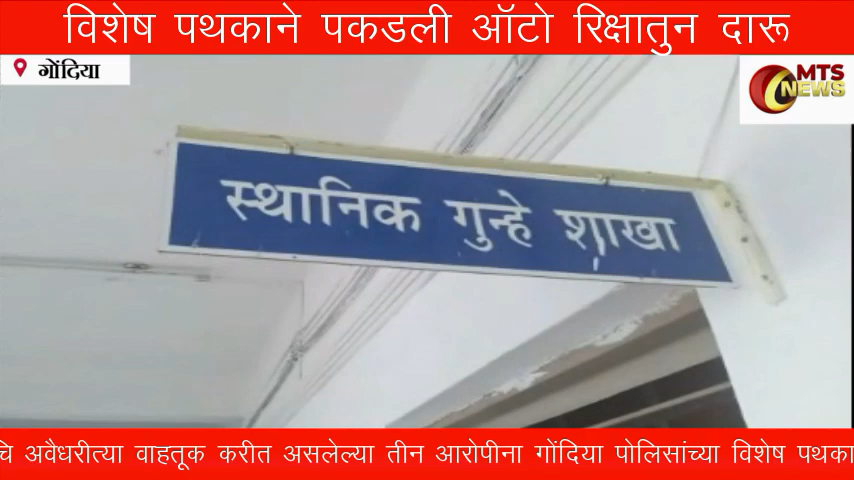 विशेष पथकाने पकडली ऑटो रिक्षातुन दारू
गोंदिया
MTS
NEWS
स्थानिक गुन्हे शाखा
चि अवैधरीत्या वाहतूक करीत असलेल्या तीन आरोपीना गोंदिया पोलिसांच्या विशेष पथका